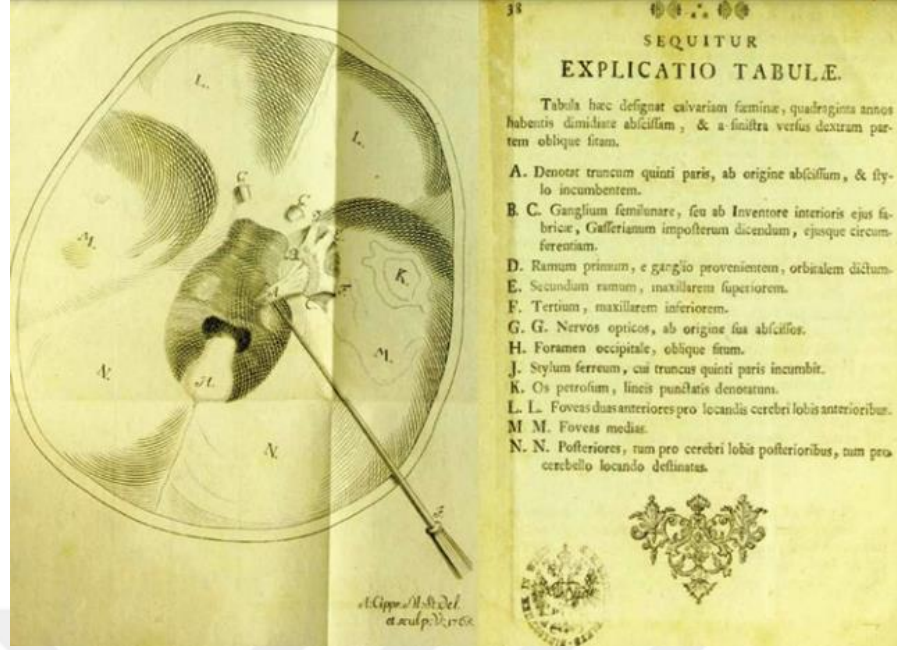 L.
L.
C.
E.
M.
B.
K.
A
M.
N.
H.
N.
J.
38
SEQUITUR
EXPLICATIO TABULÆ.
Tabula hæc designat calvariam fæminæ, quadraginta annos
habentis dimidiate abscissam, & a sinistra versus dextram par-
tem oblique sitam.
A. Denotat truncum quinti paris, ab origine abscissum, & sty-
lo incumbentem.
B. C. Ganglium semilunare, seu ab Inventore interioris ejus fa-
bricæ, Gasserianum imposterum dicendum, ejusque circum-
ferentiam.
D. Ramum primum, e ganglio provenientem, orbitalem dictum.
E. Secundum ramum, maxillarem superiorem.
F. Tertium, maxillarem inferiorem.
G. G. Nervos opticos, ab origine sua abscissos.
H. Foramen occipitale, oblique situm.
J. Stylum ferreum, cui truncus quinti paris incumbit.
K. Os petrosum, lineis punctatis denotatum.
L. L. Foveas duas anteriores pro locandis cerebri lobis anterioribus.
M M. Foveas medias.
N. N. Posteriores, tum pro cerebri lobis posterioribus, tum pro
cerebello locando destinatas.